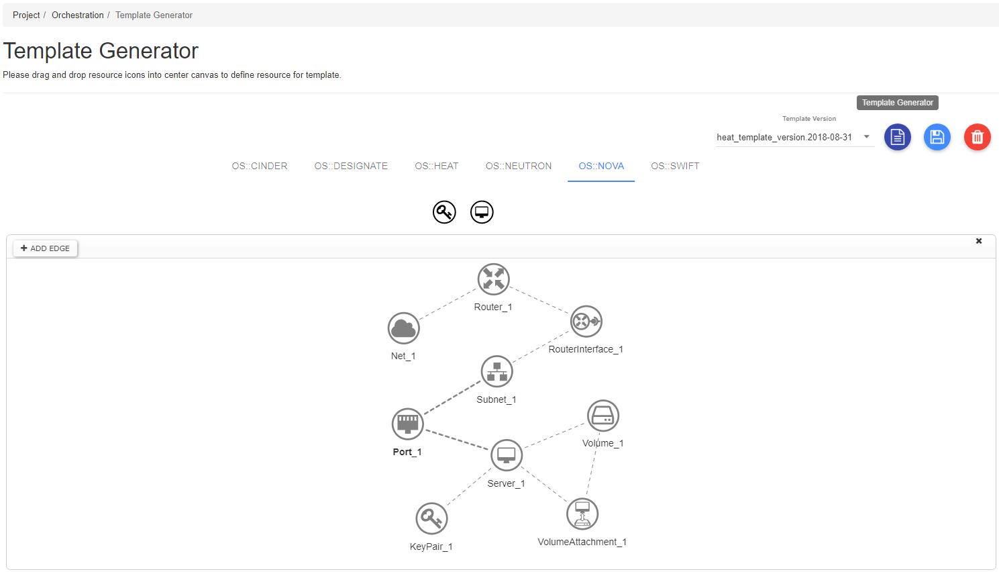 Project / Orchestration / Template Generator
Template Generator
Please drag and drop resource icons into center canvas to define resource for template.
Template Generator
Template Version
heat_template_version.2018-08-31
OS::CINDER OS::DESIGNATE OS::HEAT OS::NEUTRON OS::NOVA OS::SWIFT
+ ADD EDGE
Router_1
RouterInterface_1
Net_1
Subnet_1
Volume_1
Port_1
Server_1
VolumeAttachment_1
KeyPair_1